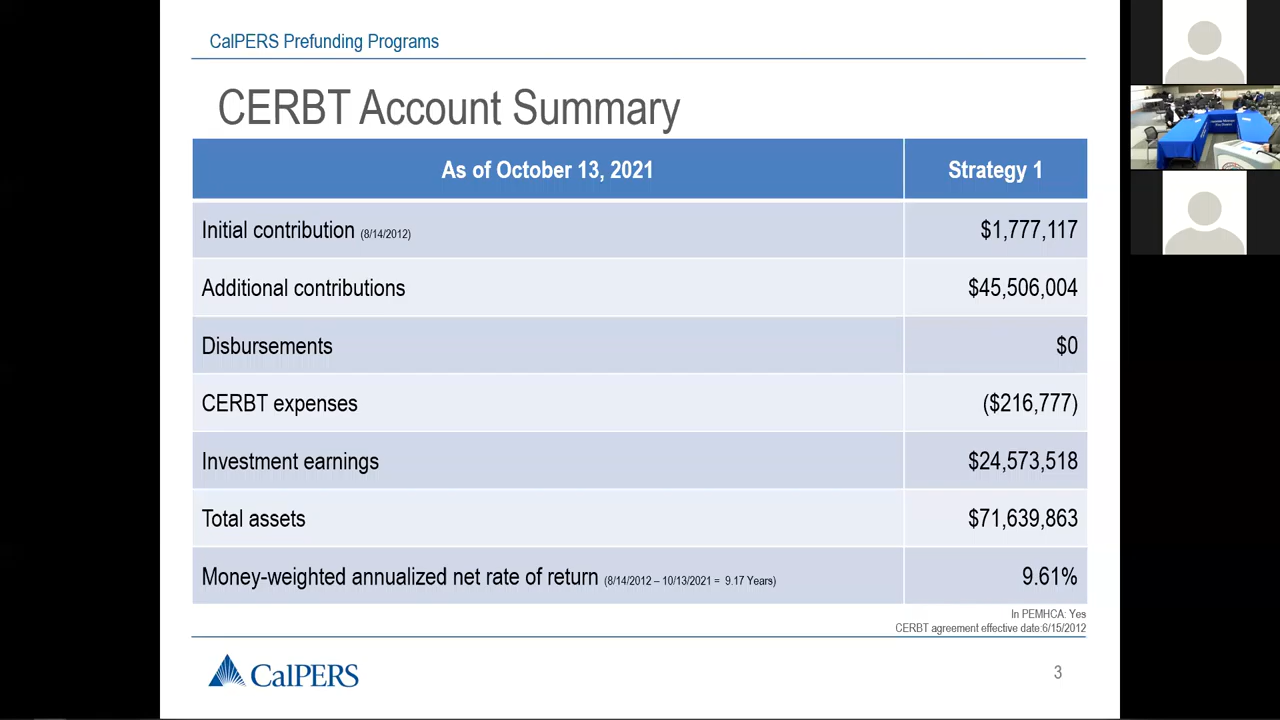 CalPERS Prefunding Programs
CERBT Account Summary
As of October 13, 2021 Strategy 1
Initial contribution (8/14/2012) $1,777,117
Additional contributions $45,506,004
Disbursements $0
CERBT expenses ($216,777)
Investment earnings $24,573,518
Total assets $71,639,863
Money-weighted annualized net rate of return (8/14/2012 – 10/13/2021 = 9.17 Years) 9.61%
In PEMHCA: Yes
CERBT agreement effective date:6/15/2012
CalPERS
3